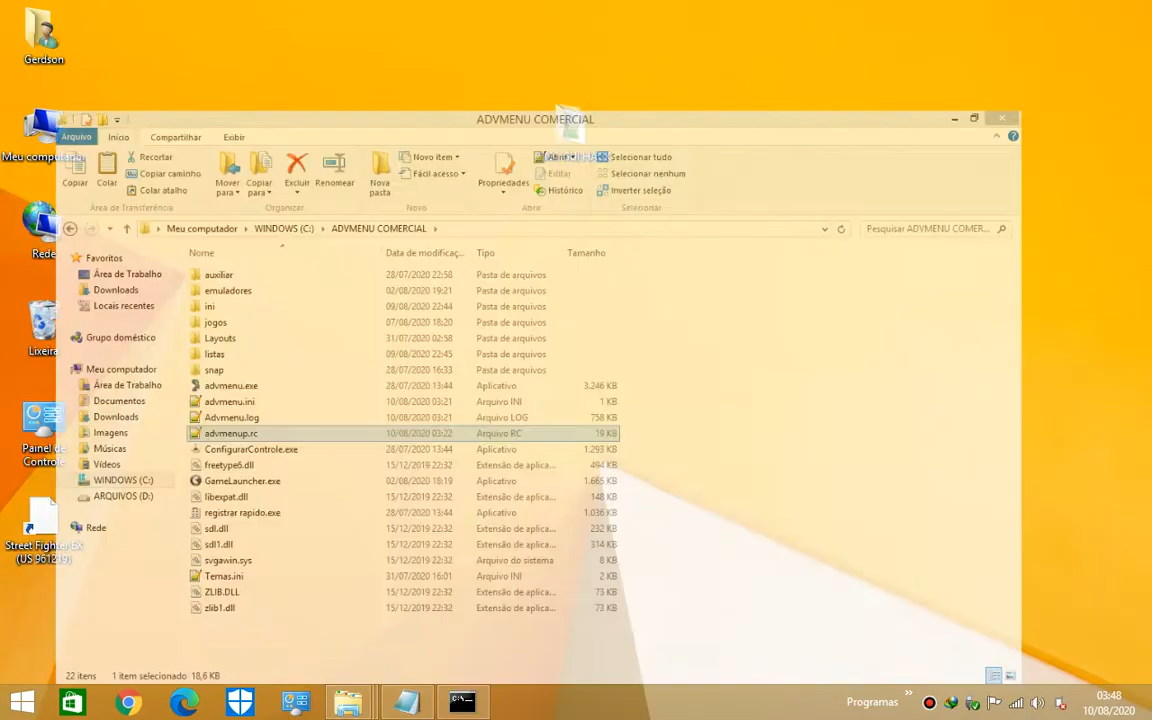 Gerdson
Meu computador
Rede
Lixeira
Painel de
Controle
Street Fighter EX
(US 961219)
ADVMENU COMERCIAL
Arquivo Início Compartilhar Exibir
Copiar Colar Recortar Copiar caminho Colar atalho
Área de Transferência
Mover para Copiar para Excluir Renomear
Organizar
Nova pasta Novo item Fácil acesso
Novo
Propriedades Abrir Editar Histórico
Abrir
Selecionar tudo Selecionar nenhum Inverter seleção
Selecionar
Meu computador WINDOWS (C:) ADVMENU COMERCIAL Pesquisar ADVMENU COMER...
Favoritos
Área de Trabalho
Downloads
Locais recentes
Grupo doméstico
Meu computador
Área de Trabalho
Documentos
Downloads
Imagens
Músicas
Vídeos
WINDOWS (C:)
ARQUIVOS (D:)
Rede
Nome Data de modificaç... Tipo Tamanho
auxiliar 28/07/2020 22:58 Pasta de arquivos
emuladores 02/08/2020 19:21 Pasta de arquivos
ini 09/08/2020 22:44 Pasta de arquivos
jogos 07/08/2020 18:20 Pasta de arquivos
Layouts 31/07/2020 02:58 Pasta de arquivos
listas 09/08/2020 22:45 Pasta de arquivos
snap 28/07/2020 16:33 Pasta de arquivos
advmenu.exe 28/07/2020 13:44 Aplicativo 3.246 KB
advmenu.ini 10/08/2020 03:21 Arquivo INI 1 KB
Advmenu.log 10/08/2020 03:21 Arquivo LOG 758 KB
advmenup.rc 10/08/2020 03:22 Arquivo RC 19 KB
ConfigurarControle.exe 28/07/2020 13:44 Aplicativo 1.293 KB
freetype6.dll 15/12/2019 22:32 Extensão de aplica... 494 KB
GameLauncher.exe 02/08/2020 18:19 Aplicativo 1.665 KB
libexpat.dll 15/12/2019 22:32 Extensão de aplica... 148 KB
registrar rapido.exe 28/07/2020 13:44 Aplicativo 1.036 KB
sdl.dll 15/12/2019 22:32 Extensão de aplica... 232 KB
sdl1.dll 15/12/2019 22:32 Extensão de aplica... 314 KB
svgawin.sys 15/12/2019 22:32 Arquivo do sistema 8 KB
Temas.ini 31/07/2020 16:01 Arquivo INI 2 KB
ZLIB.DLL 15/12/2019 22:32 Extensão de aplica... 73 KB
zlib1.dll 15/12/2019 22:32 Extensão de aplica... 73 KB
22 itens 1 item selecionado 18,6 KB
Programas
03:48
10/08/2020